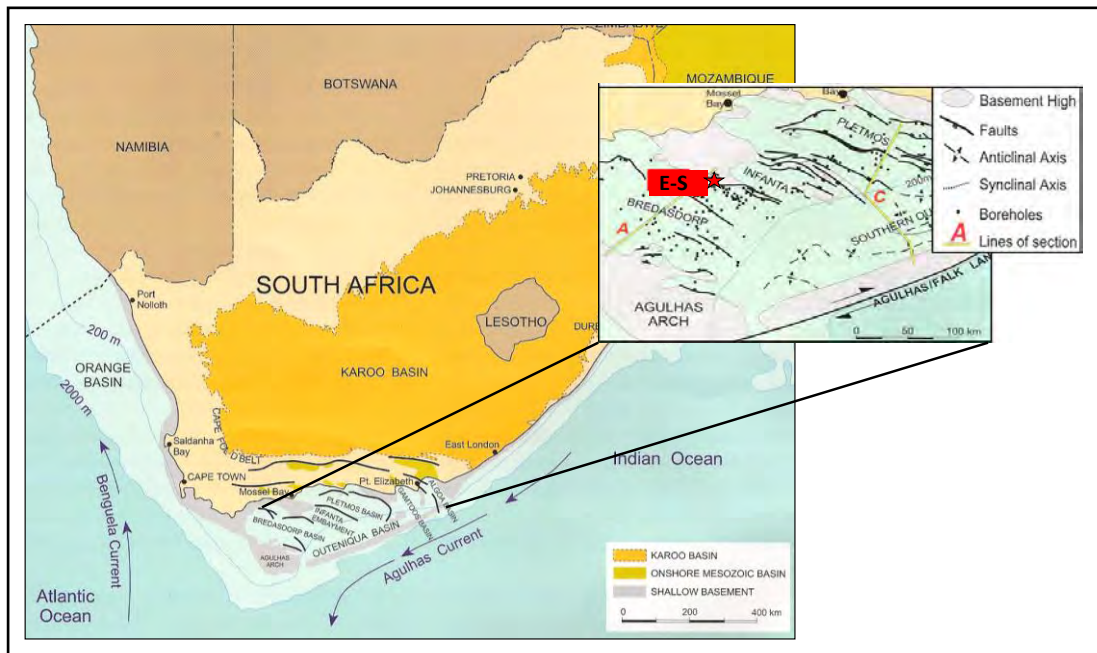 ZIMBABWE
MOZAMBIQUE
BOTSWANA
NAMIBIA
PRETORIA
JOHANNESBURG
SOUTH AFRICA
LESOTHO
Port
Nolloth
200 m
2000 m
ORANGE
BASIN
KAROO BASIN
CAPE FOLD BELT
Saldanha
Bay
CAPE TOWN
East London
Pt. Elizabeth
Mossel Bay
PLETMOS BASIN
INFANTA
EMBAYMENT
BREDASDORP BASIN
GAMTOOS BASIN
ALGOA BASIN
OUTENIQUA BASIN
AGULHAS
ARCH
Indian Ocean
Agulhas Current
Benguela Current
Atlantic
Ocean
KAROO BASIN
ONSHORE MESOZOIC BASIN
SHALLOW BASEMENT
0 200 400 km
Mossel
Bay
Bay
PLETMOS
E-S
INFANTA
BREDASDORP
A
C
200m
SOUTHERN OU
AGULHAS
ARCH
AGULHAS/FALK LAN
0 50 100 km
Basement High
Faults
Anticlinal Axis
Synclinal Axis
Boreholes
A Lines of section